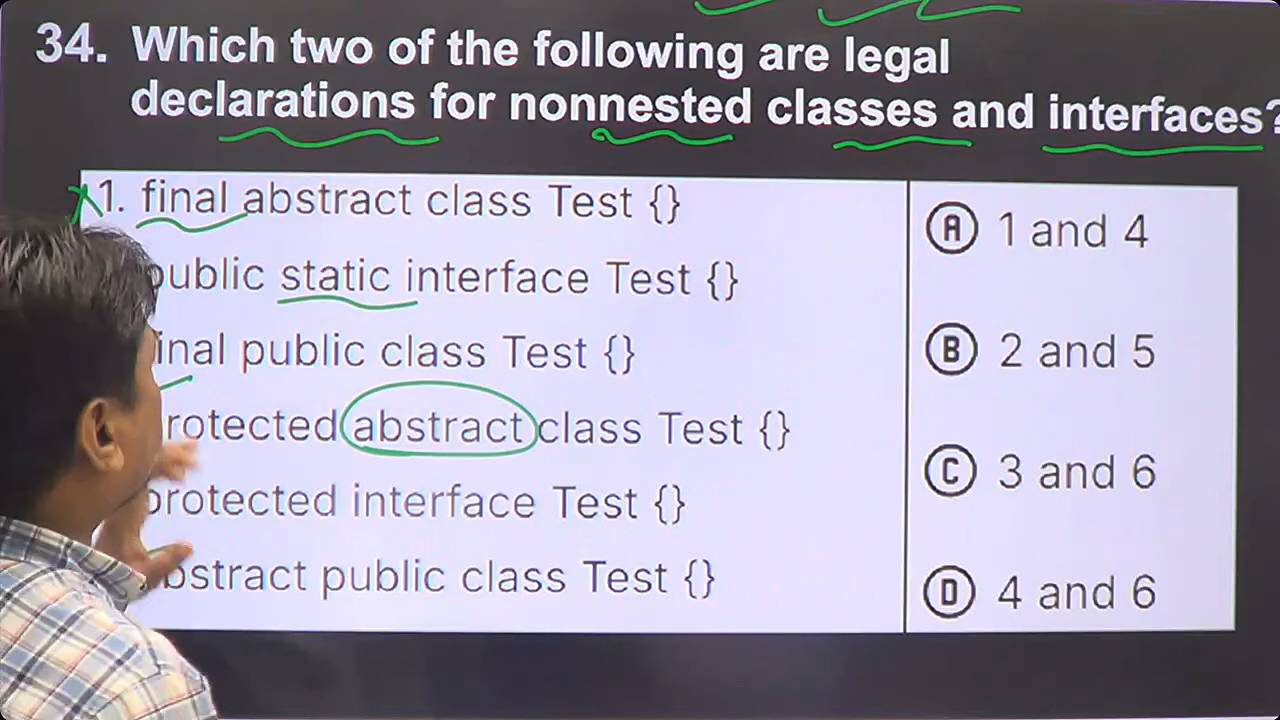 34. Which two of the following are legal
declarations for nonnested classes and interfaces?
1. final abstract class Test {}
public static interface Test {}
inal public class Test {}
rotected abstract class Test {}
protected interface Test {}
bstract public class Test {}
A 1 and 4
B 2 and 5
C 3 and 6
D 4 and 6